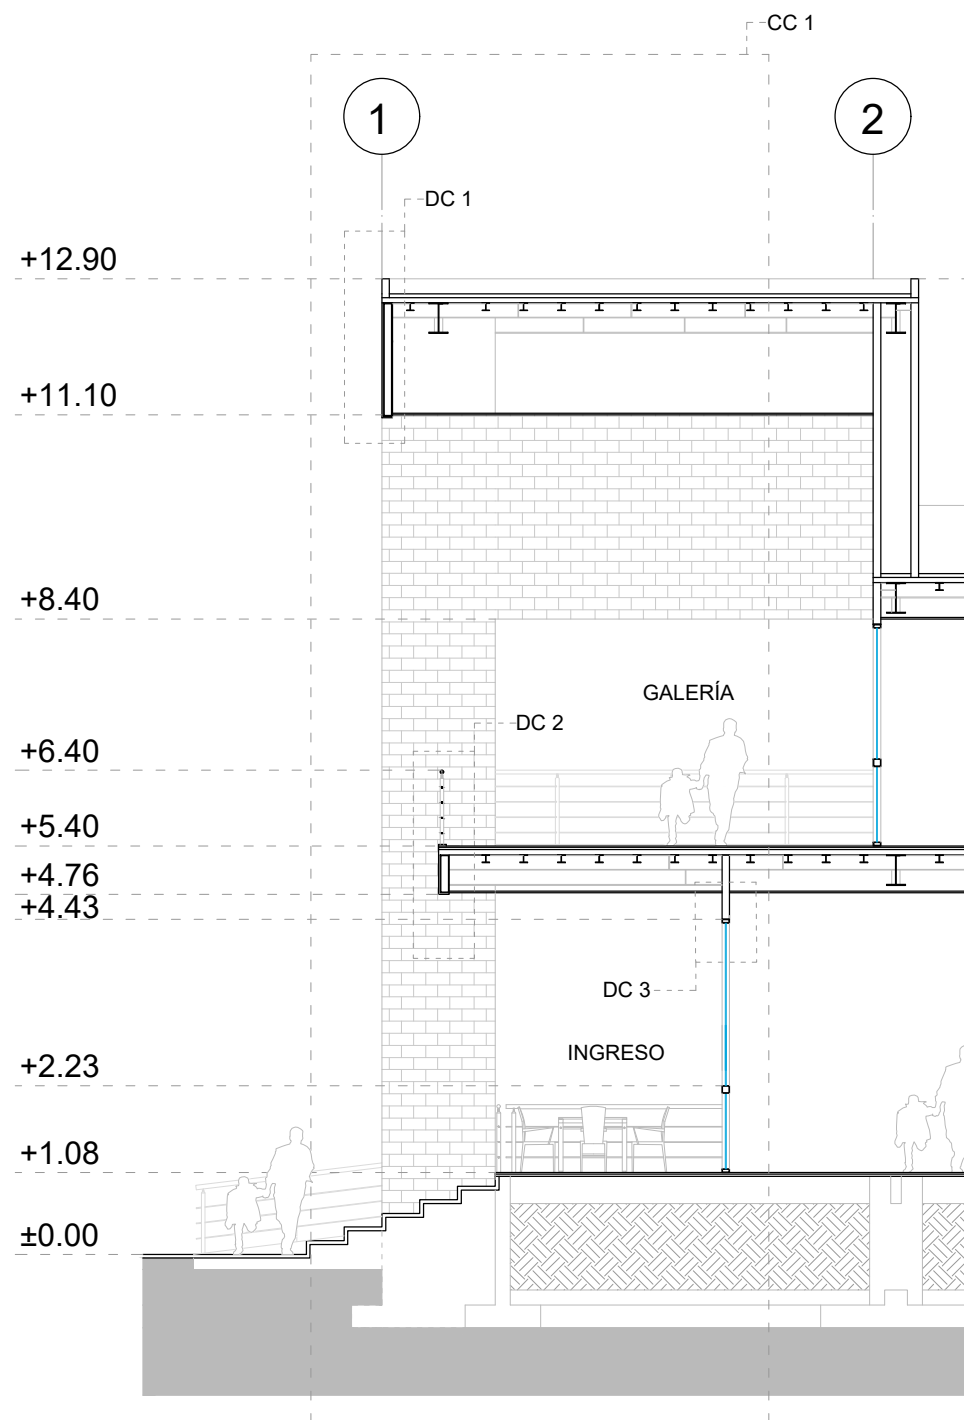 CC 1
1
2
DC 1
+12.90
+11.10
+8.40
GALERÍA
DC 2
+6.40
+5.40
+4.76
+4.43
DC 3
INGRESO
+2.23
+1.08
±0.00